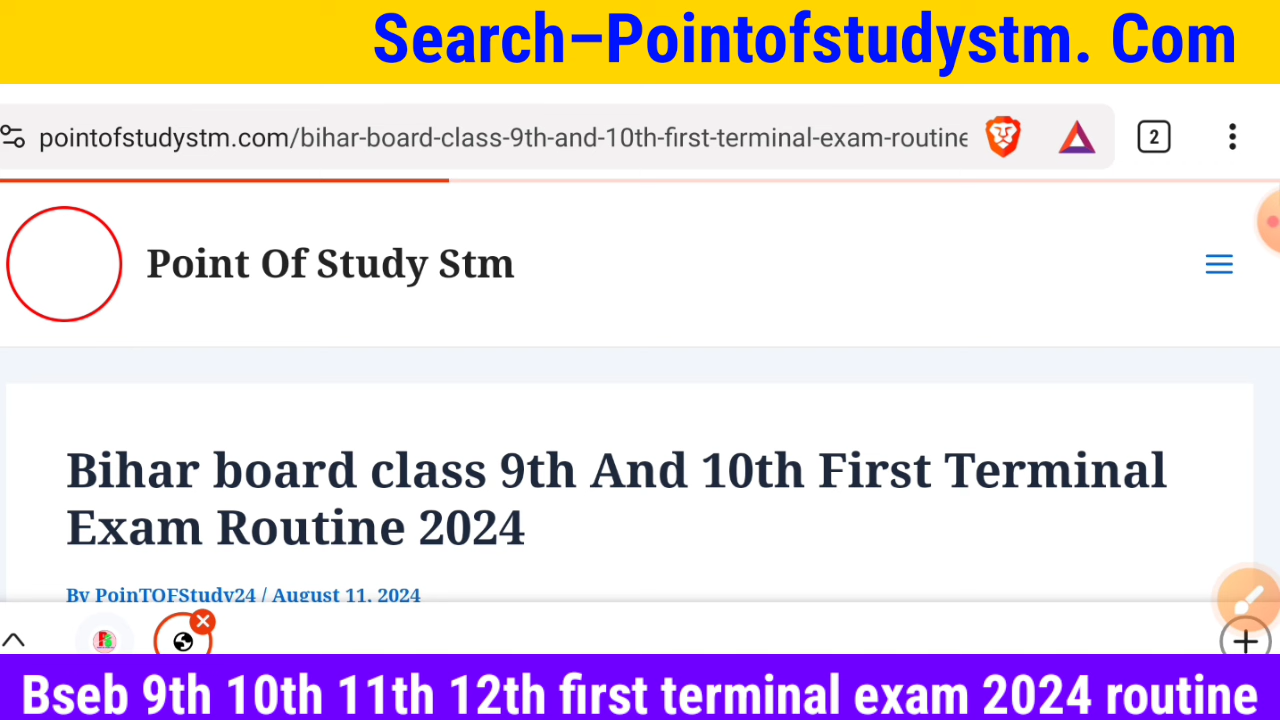 Search–Pointofstudystm. Com
pointofstudystm.com/bihar-board-class-9th-and-10th-first-terminal-exam-routine
2
Point Of Study Stm
Bihar board class 9th And 10th First Terminal
Exam Routine 2024
By PoinTOFStudy24 / August 11, 2024
Bseb 9th 10th 11th 12th first terminal exam 2024 routine